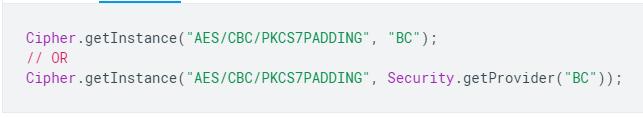 Cipher.getInstance("AES/CBC/PKCS7PADDING", "BC");
// OR
Cipher.getInstance("AES/CBC/PKCS7PADDING", Security.getProvider("BC"));